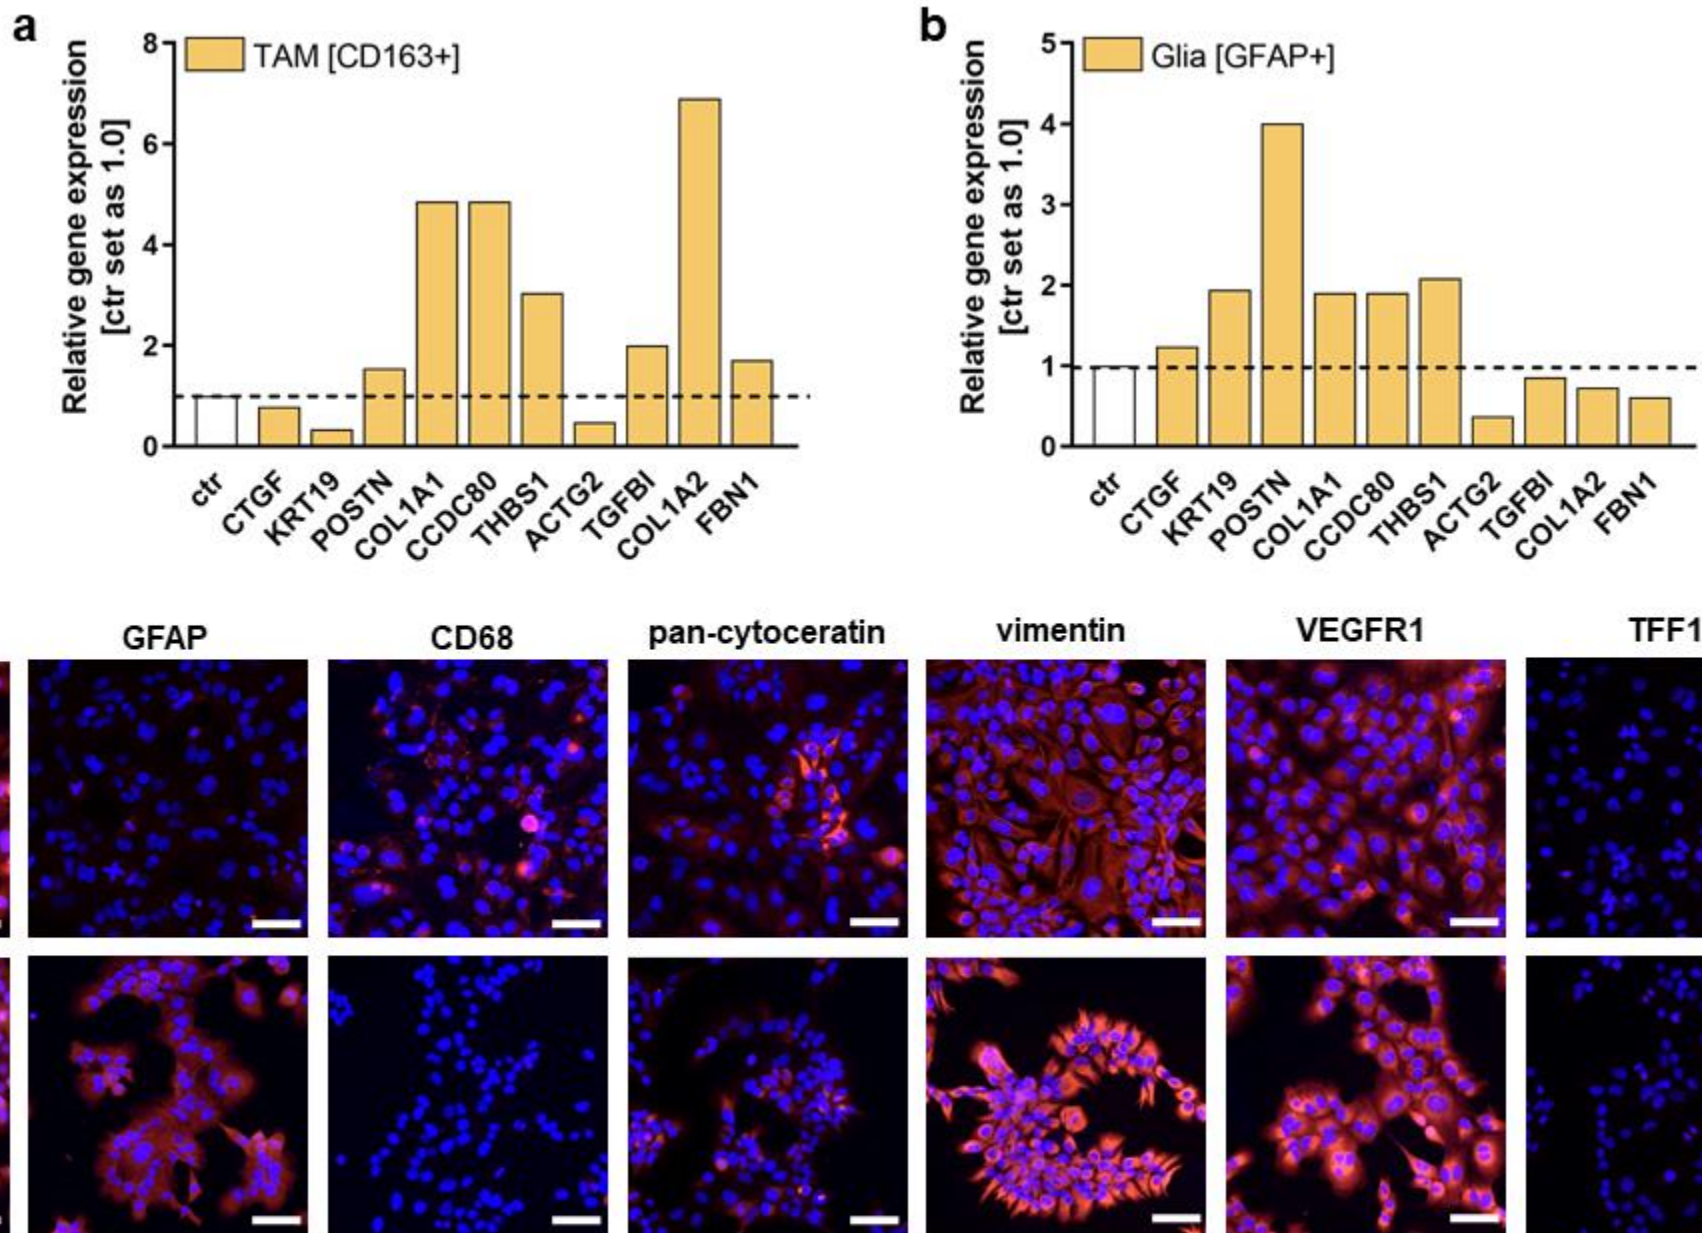 a
8
6
4
2
0
Relative gene expression
[ctr set as 1.0]
TAM [CD163+]
ctr
CTGF
KRT19
POSTN
COL1A1
CCDC80
THBS1
ACTG2
TGFBI
COL1A2
FBN1
b
5
4
3
2
1
0
Relative gene expression
[ctr set as 1.0]
Glia [GFAP+]
ctr
CTGF
KRT19
POSTN
COL1A1
CCDC80
THBS1
ACTG2
TGFBI
COL1A2
FBN1
GFAP
CD68
pan-cytoceratin
vimentin
VEGFR1
TFF1